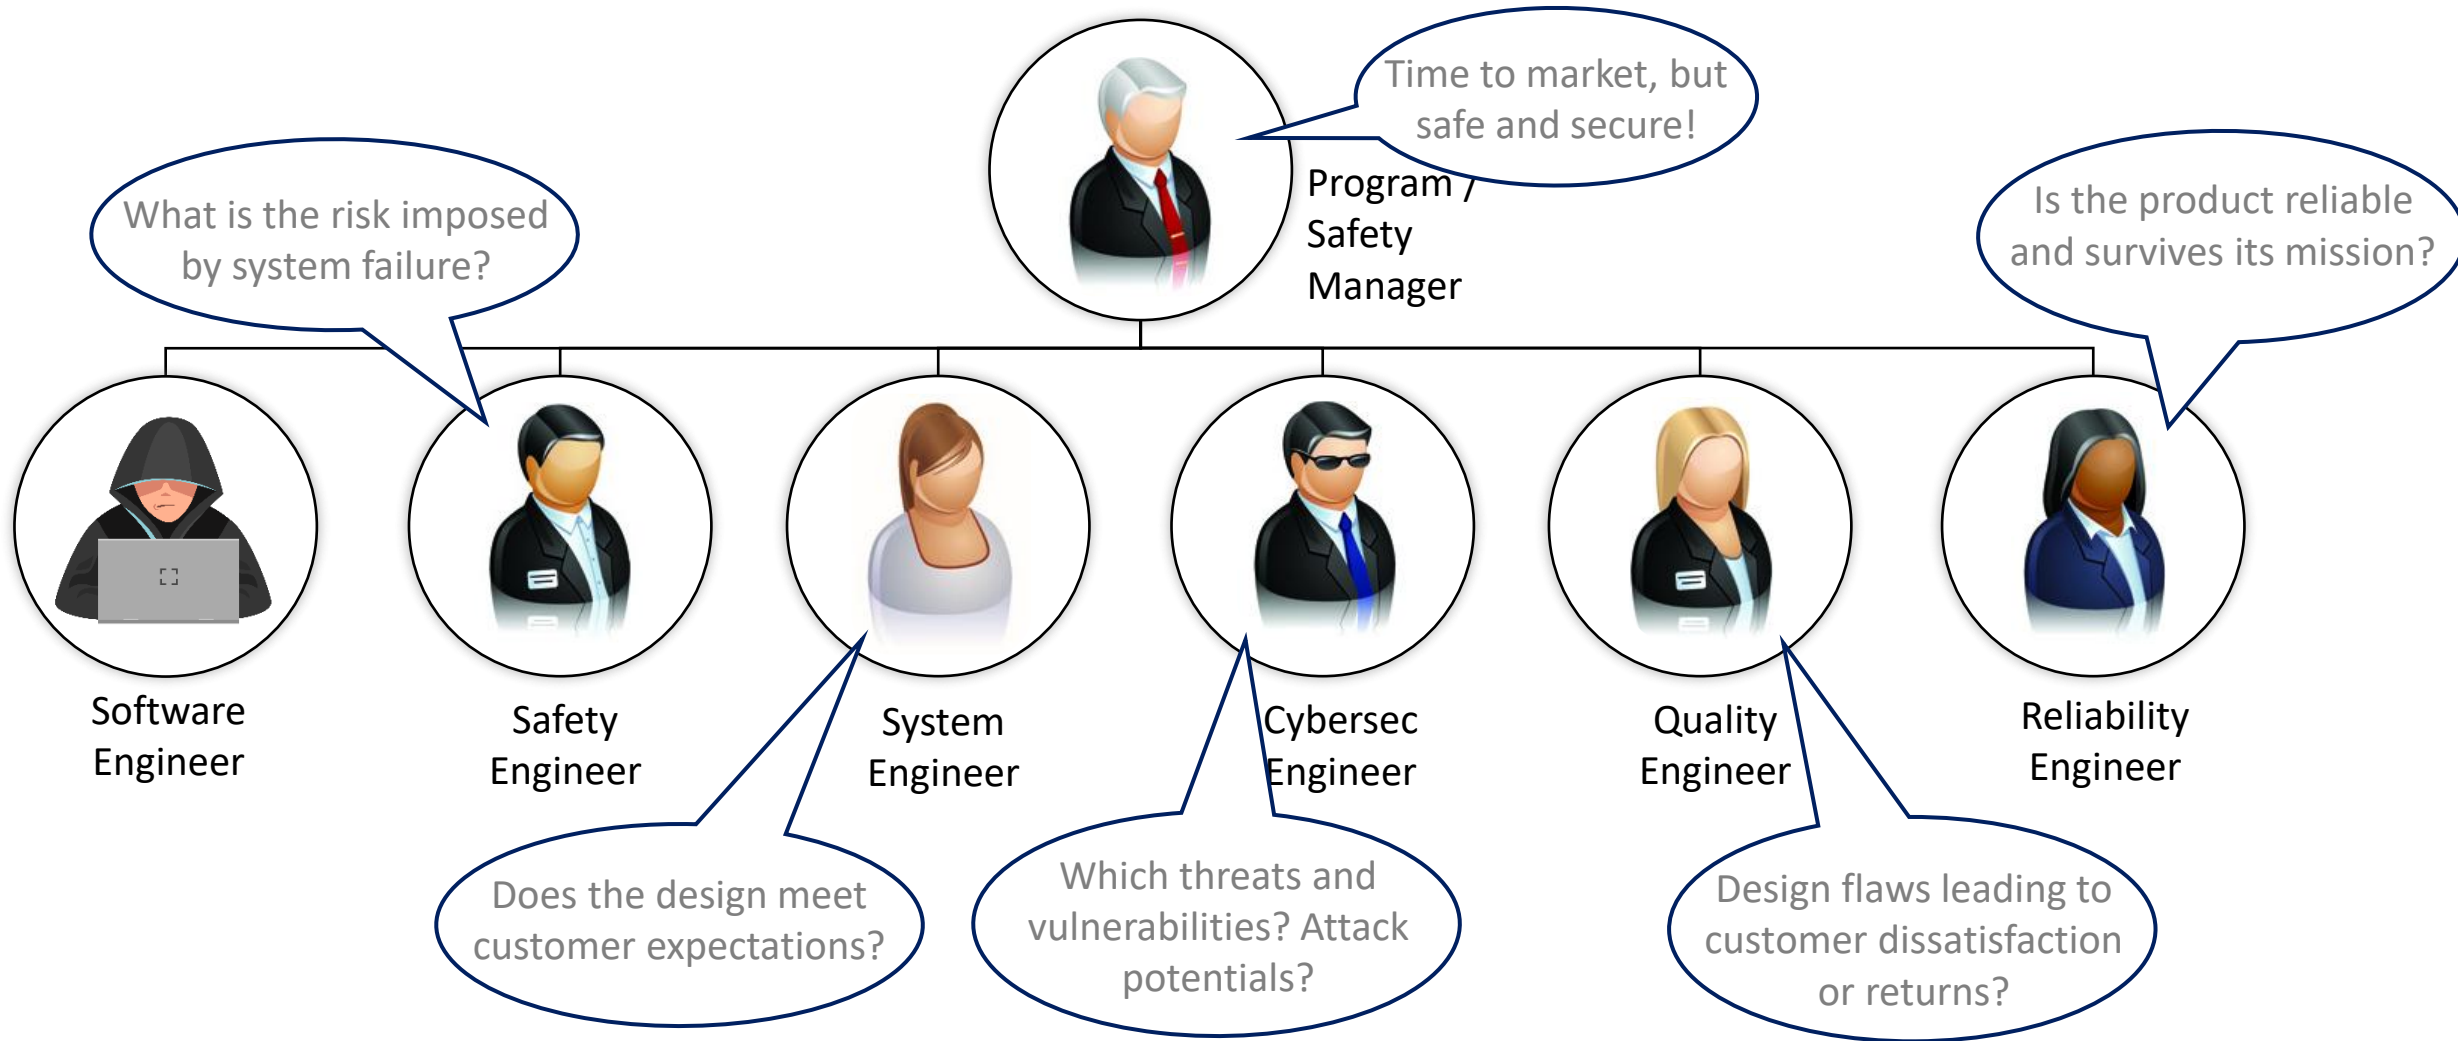 Time to market, but
safe and secure!
Program /
Safety
Manager
What is the risk imposed
by system failure?
Is the product reliable
and survives its mission?
Software
Engineer
Safety
Engineer
System
Engineer
Cybersec
Engineer
Quality
Engineer
Reliability
Engineer
Does the design meet
customer expectations?
Which threats and
vulnerabilities? Attack
potentials?
Design flaws leading to
customer dissatisfaction
or returns?